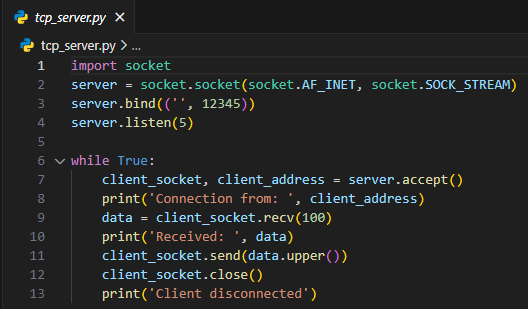 tcp_server.py ×
tcp_server.py > ...
1 import socket
2 server = socket.socket(socket.AF_INET, socket.SOCK_STREAM)
3 server.bind(('', 12345))
4 server.listen(5)
5
6 while True:
7     client_socket, client_address = server.accept()
8     print('Connection from: ', client_address)
9     data = client_socket.recv(100)
10     print('Received: ', data)
11     client_socket.send(data.upper())
12     client_socket.close()
13     print('Client disconnected')